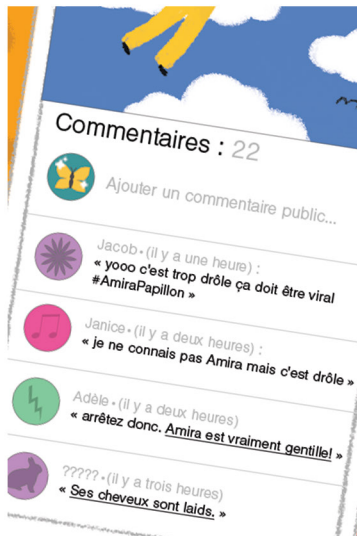 Commentaires : 22
Ajouter un commentaire public...
Jacob • (il y a une heure) :
« yooo c'est trop drôle ça doit être viral
#AmiraPapillon »
Janice • (il y a deux heures) :
« je ne connais pas Amira mais c'est drôle »
Adèle • (il y a deux heures)
« arrêtez donc. Amira est vraiment gentille! »
????? • (il y a trois heures)
« Ses cheveux sont laids. »